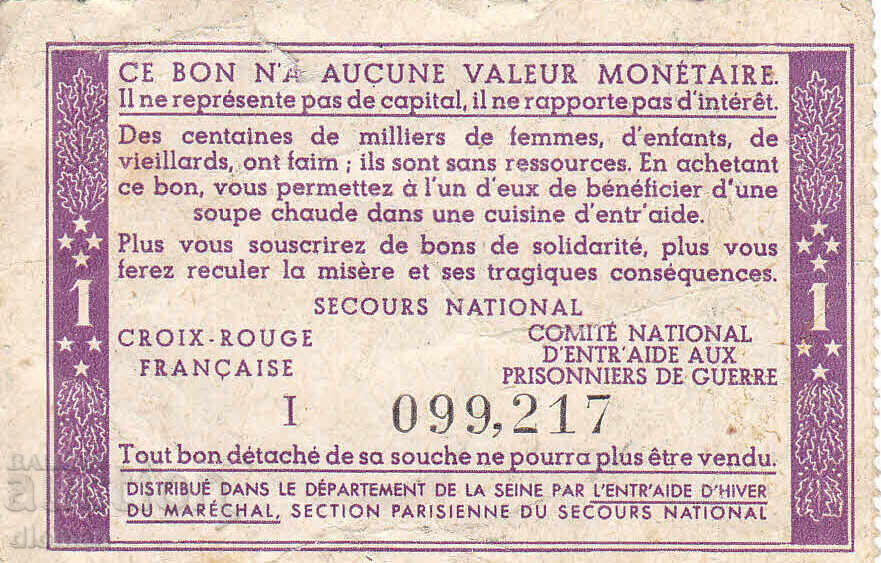 CE BON N'A AUCUNE VALEUR MONÉTAIRE.
Il ne représente pas de capital, il ne rapporte pas d'intérêt.
Des centaines de milliers de femmes, d'enfants, de
vieillards, ont faim ; ils sont sans ressources. En achetant
ce bon, vous permettez à l'un d'eux de bénéficier d'une
soupe chaude dans une cuisine d'entr'aide.
Plus vous souscrirez de bons de solidarité, plus vous
ferez reculer la misère et ses tragiques conséquences.
1
1
SECOURS NATIONAL
CROIX-ROUGE
FRANÇAISE
COMITÉ NATIONAL
D'ENTR'AIDE AUX
PRISONNIERS DE GUERRE
I 099,217
Tout bon détaché de sa souche ne pourra plus être vendu.
DISTRIBUÉ DANS LE DÉPARTEMENT DE LA SEINE PAR L'ENTR'AIDE D'HIVER
DU MARÉCHAL, SECTION PARISIENNE DU SECOURS NATIONAL